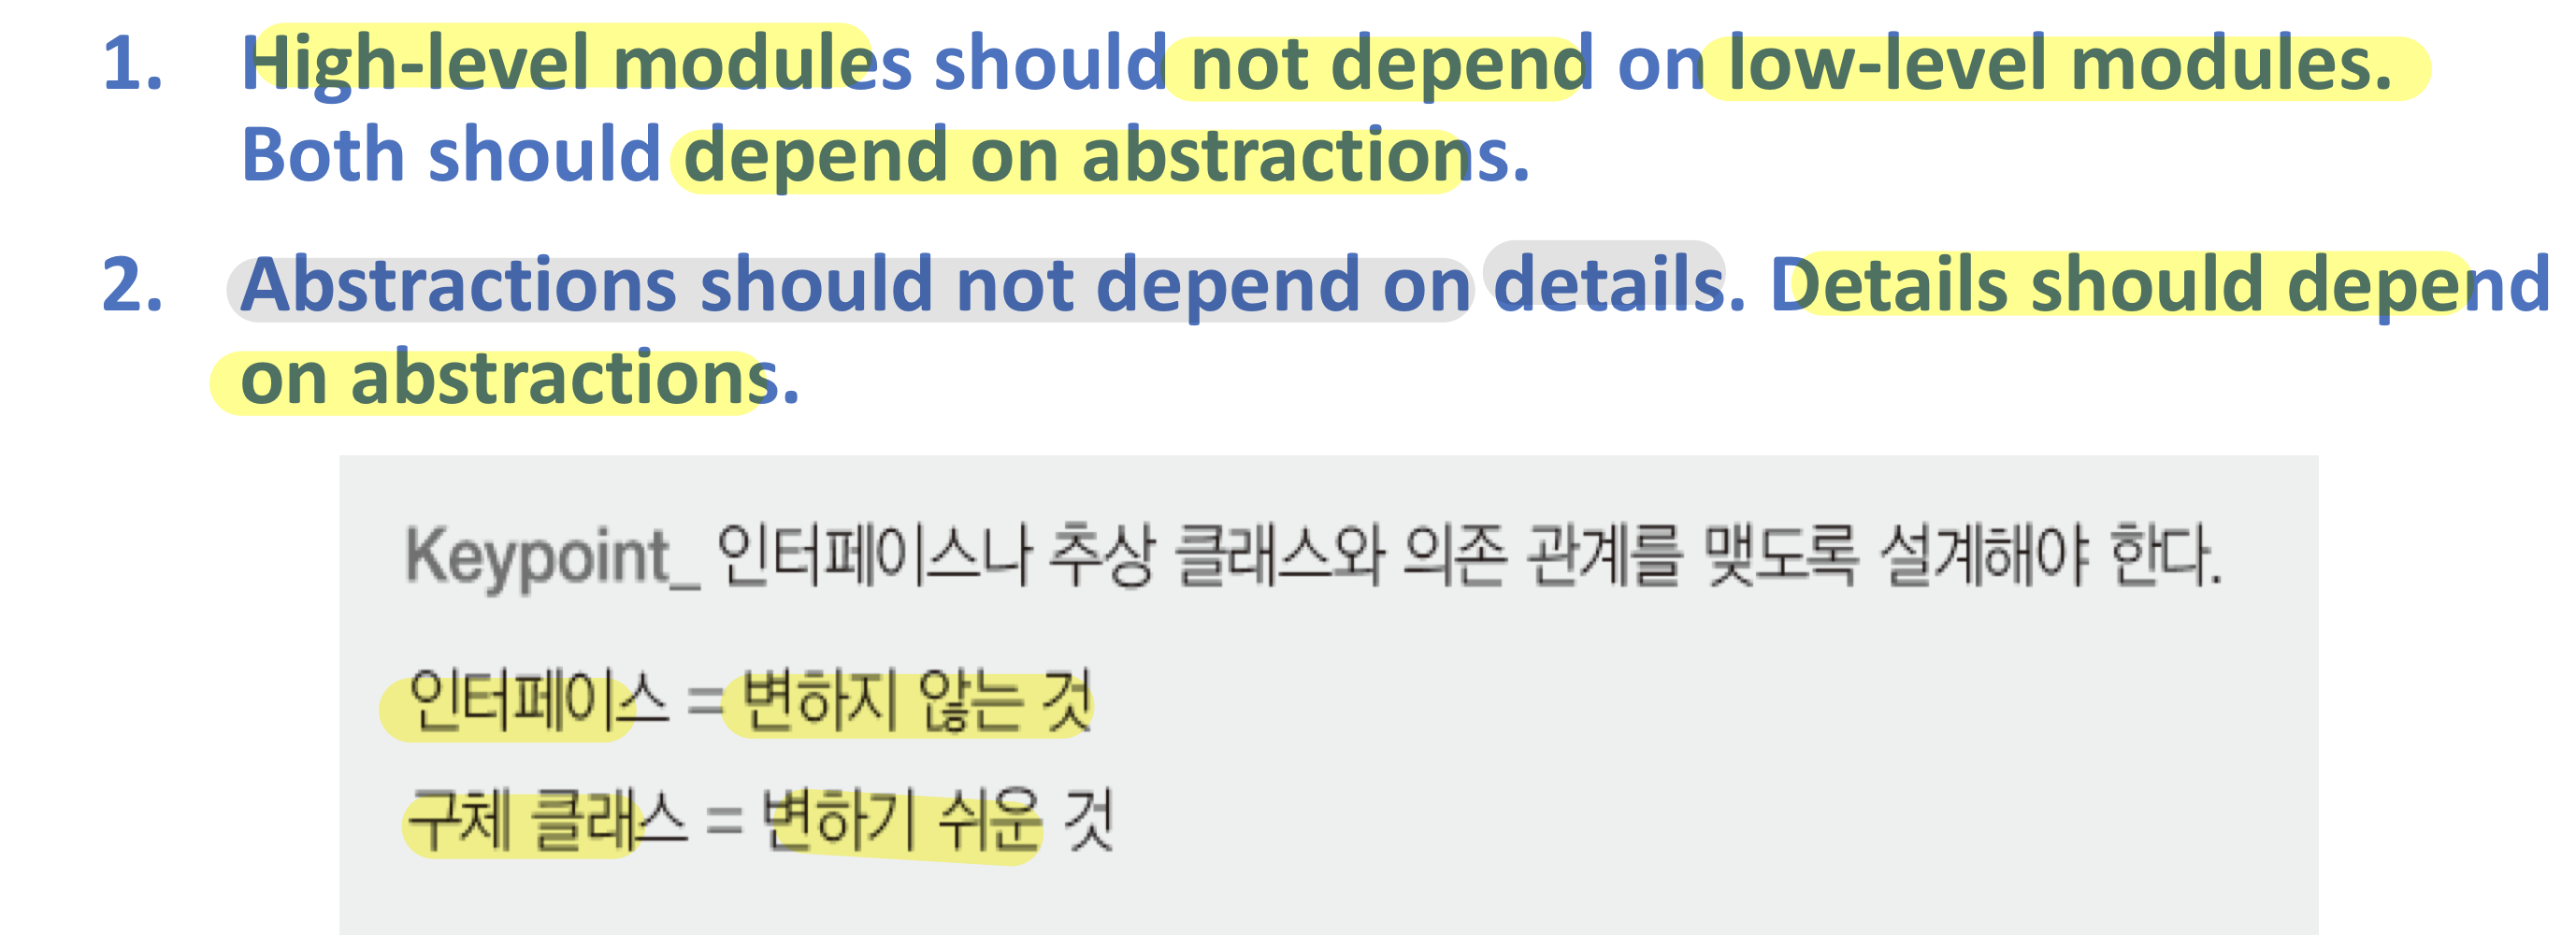 1. High-level modules should not depend on low-level modules.
Both should depend on abstractions.
2. Abstractions should not depend on details. Details should depend
on abstractions.
Keypoint_ 인터페이스나 추상 클래스와 의존 관계를 맺도록 설계해야 한다.
인터페이스 = 변하지 않는 것
구체 클래스 = 변하기 쉬운 것